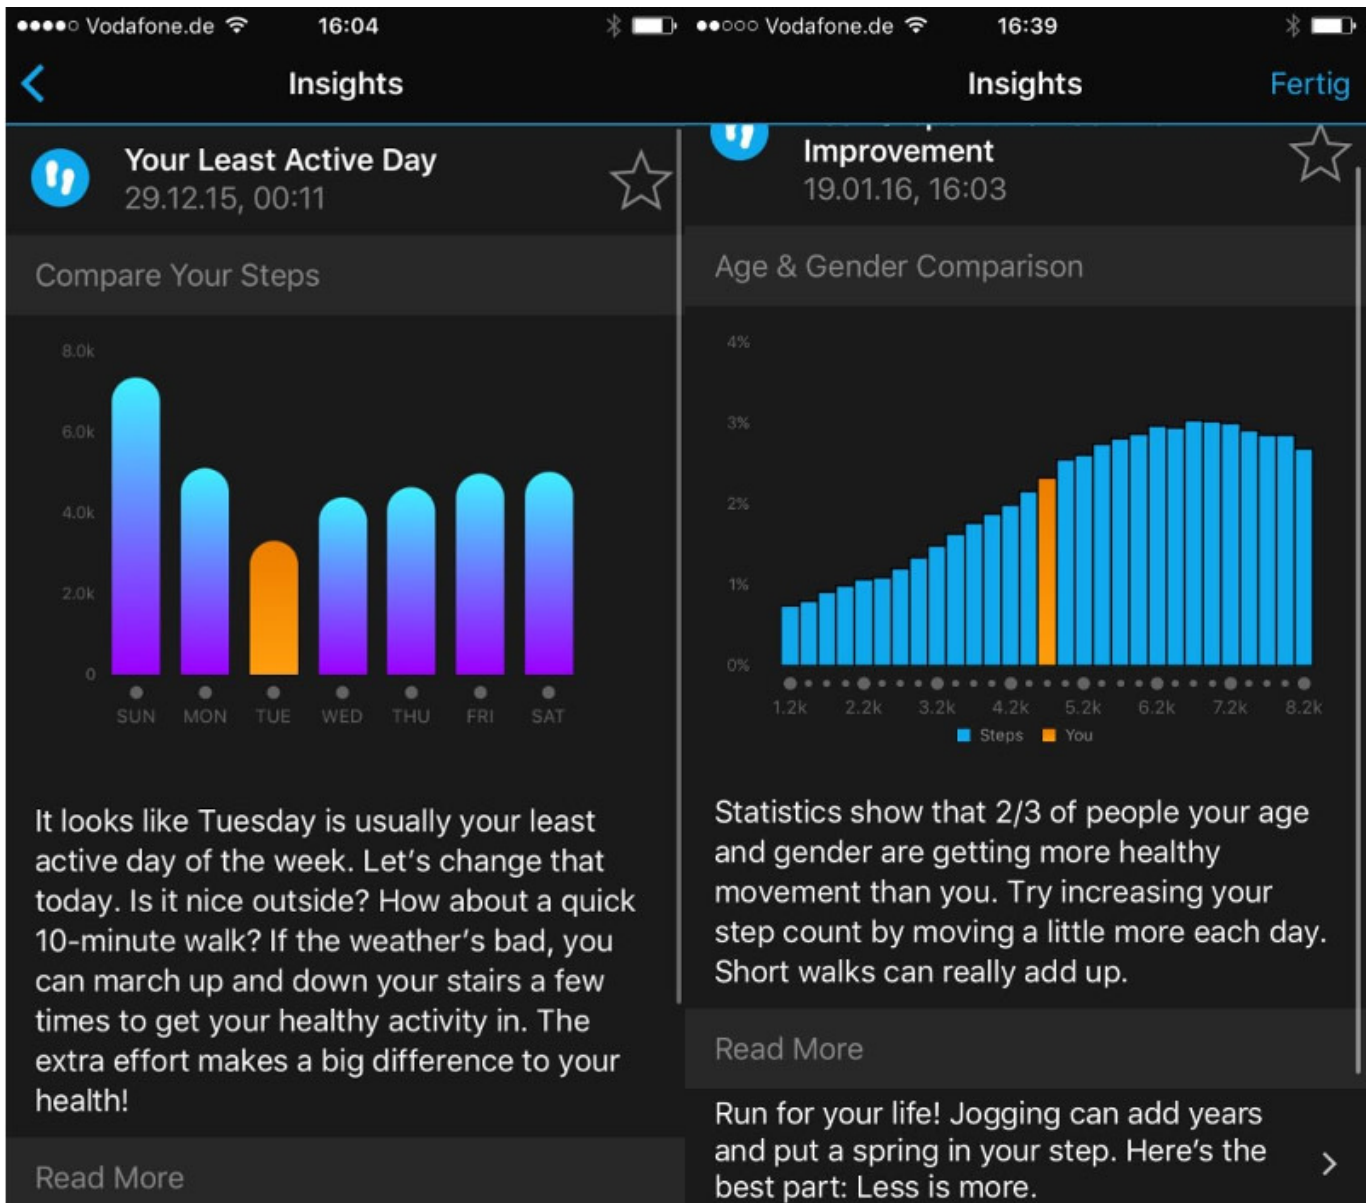 Vodafone.de 16:04
Insights
Your Least Active Day
29.12.15, 00:11
Compare Your Steps
8.0k
6.0k
4.0k
2.0k
0
SUN MON TUE WED THU FRI SAT
It looks like Tuesday is usually your least
active day of the week. Let's change that
today. Is it nice outside? How about a quick
10-minute walk? If the weather's bad, you
can march up and down your stairs a few
times to get your healthy activity in. The
extra effort makes a big difference to your
health!
Read More
Vodafone.de 16:39
Insights Fertig
Improvement
19.01.16, 16:03
Age & Gender Comparison
4%
3%
2%
1%
0%
1.2k 2.2k 3.2k 4.2k 5.2k 6.2k 7.2k 8.2k
Steps You
Statistics show that 2/3 of people your age
and gender are getting more healthy
movement than you. Try increasing your
step count by moving a little more each day.
Short walks can really add up.
Read More
Run for your life! Jogging can add years
and put a spring in your step. Here's the
best part: Less is more.